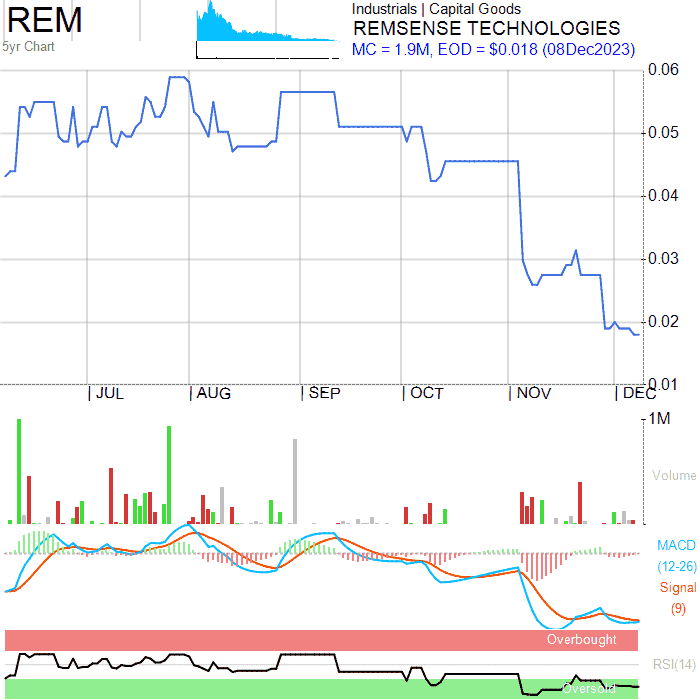 REM
5yr Chart
Industrials | Capital Goods
REMSENSE TECHNOLOGIES
MC = 1.9M, EOD = $0.018 (08Dec2023)
0.06
0.05
0.04
0.03
0.02
0.01
JUL AUG SEP OCT NOV DEC
1M
Volume
MACD
(12-26)
Signal
(9)
Overbought
RSI(14)
Oversold